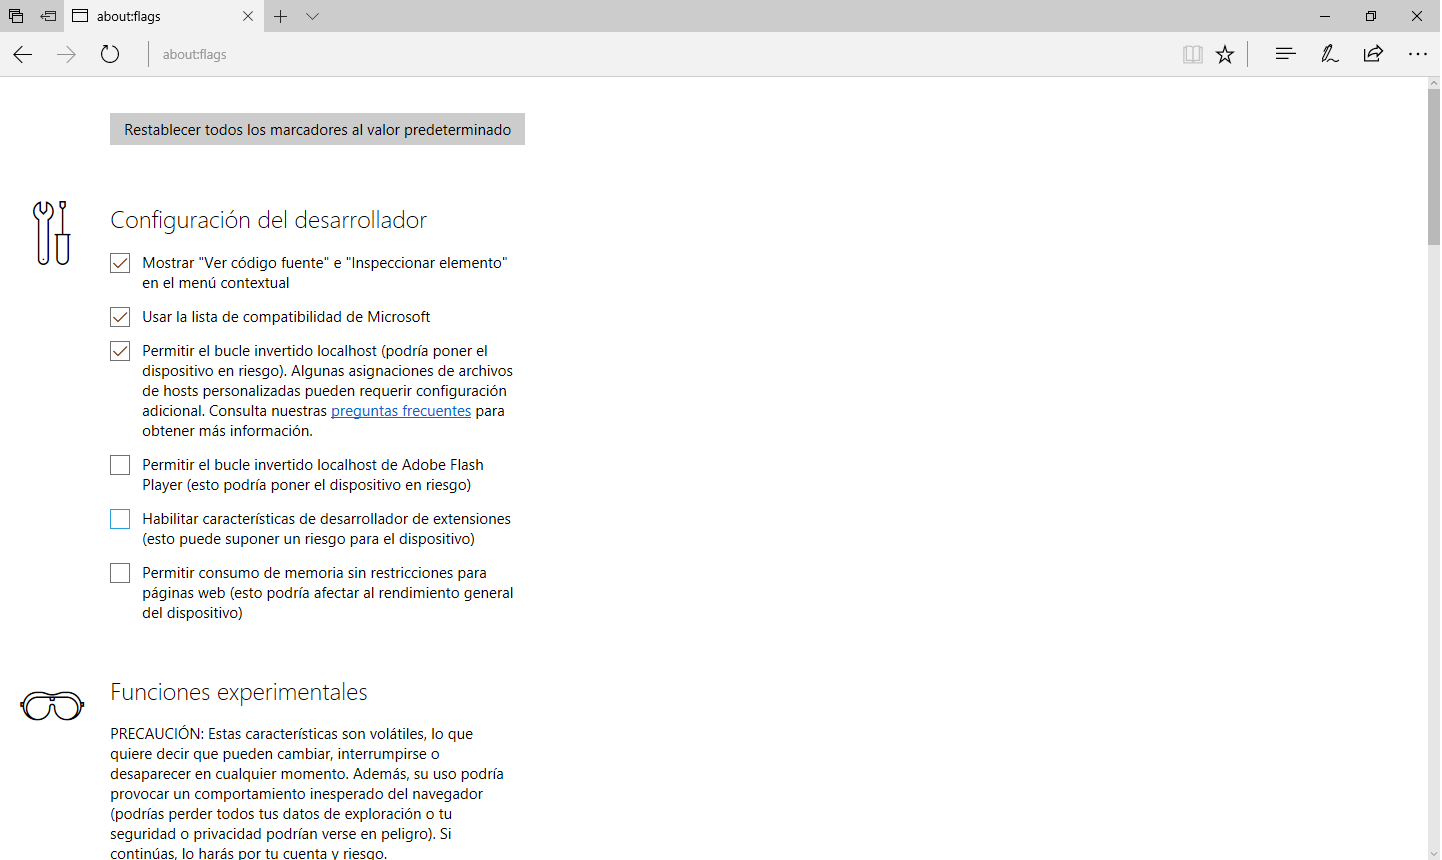 about:flags
about:flags
Restablecer todos los marcadores al valor predeterminado
Configuración del desarrollador
Mostrar "Ver código fuente" e "Inspeccionar elemento"
en el menú contextual
Usar la lista de compatibilidad de Microsoft
Permitir el bucle invertido localhost (podría poner el
dispositivo en riesgo). Algunas asignaciones de archivos
de hosts personalizadas pueden requerir configuración
adicional. Consulta nuestras preguntas frecuentes para
obtener más información.
Permitir el bucle invertido localhost de Adobe Flash
Player (esto podría poner el dispositivo en riesgo)
Habilitar características de desarrollador de extensiones
(esto puede suponer un riesgo para el dispositivo)
Permitir consumo de memoria sin restricciones para
páginas web (esto podría afectar al rendimiento general
del dispositivo)
Funciones experimentales
PRECAUCIÓN: Estas características son volátiles, lo que
quiere decir que pueden cambiar, interrumpirse o
desaparecer en cualquier momento. Además, su uso podría
provocar un comportamiento inesperado del navegador
(podrías perder todos tus datos de exploración o tu
seguridad o privacidad podrían verse en peligro). Si
continúas, lo harás por tu cuenta y riesgo.